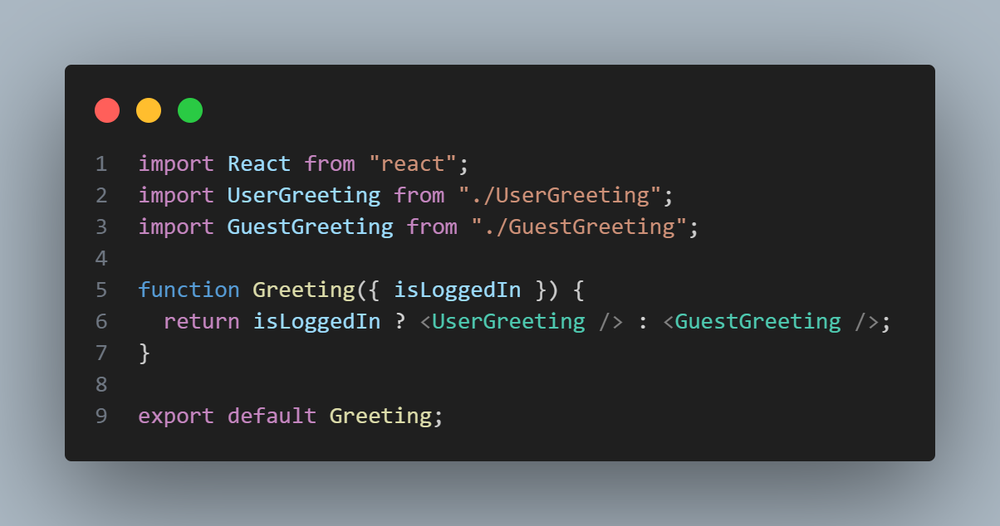 1 import React from "react";
2 import UserGreeting from "./UserGreeting";
3 import GuestGreeting from "./GuestGreeting";
4
5 function Greeting({ isLoggedIn }) {
6   return isLoggedIn ? <UserGreeting /> : <GuestGreeting />;
7 }
8
9 export default Greeting;